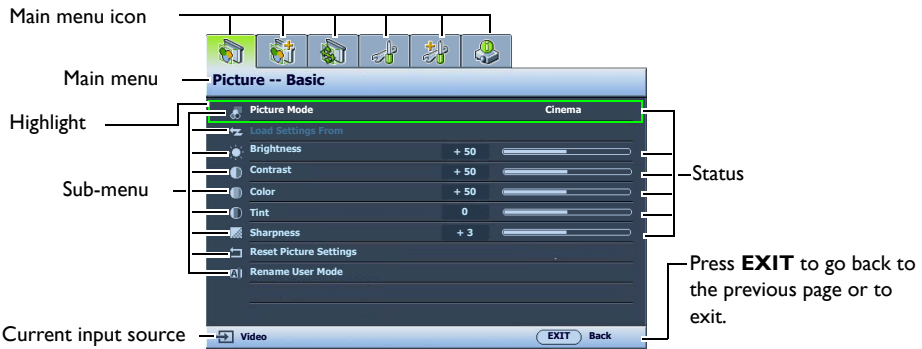 Main menu icon
Main menu
Picture -- Basic
Highlight
Picture Mode Cinema
Load Settings From
Brightness + 50
Contrast + 50
Sub-menu
Color + 50
Status
Tint 0
Sharpness + 3
Reset Picture Settings
Rename User Mode
Press EXIT to go back to
the previous page or to
exit.
Current input source
Video
EXIT Back